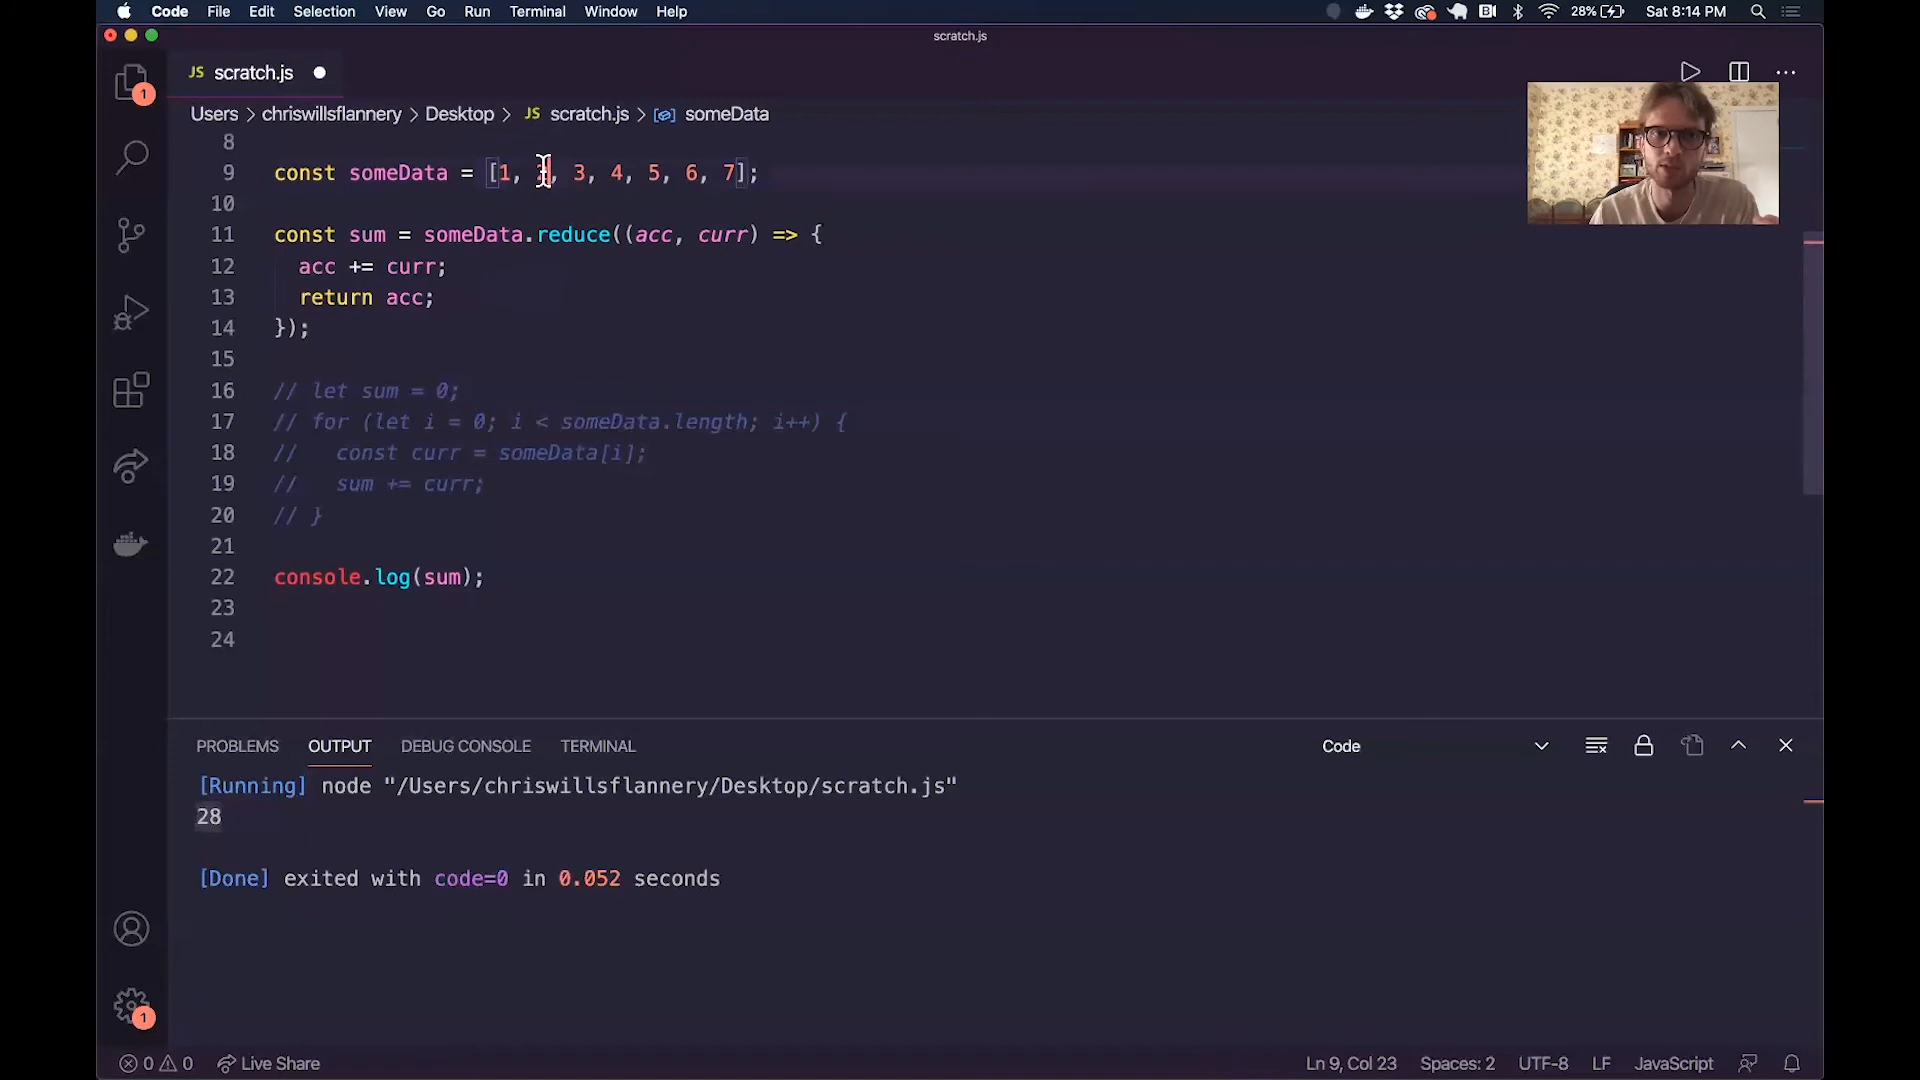 Code File Edit Selection View Go Run Terminal Window Help 28% Sat 8:14 PM
scratch.js
JS scratch.js
1
Users > chriswillsflannery > Desktop > JS scratch.js > someData
8
9 const someData = [1, 2, 3, 4, 5, 6, 7];
10
11 const sum = someData.reduce((acc, curr) => {
12 acc += curr;
13 return acc;
14 });
15
16 // let sum = 0;
17 // for (let i = 0; i < someData.length; i++) {
18 // const curr = someData[i];
19 // sum += curr;
20 // }
21
22 console.log(sum);
23
24
PROBLEMS OUTPUT DEBUG CONSOLE TERMINAL Code
[Running] node "/Users/chriswillsflannery/Desktop/scratch.js"
28
[Done] exited with code=0 in 0.052 seconds
1
0 0 Live Share Ln 9, Col 23 Spaces: 2 UTF-8 LF JavaScript